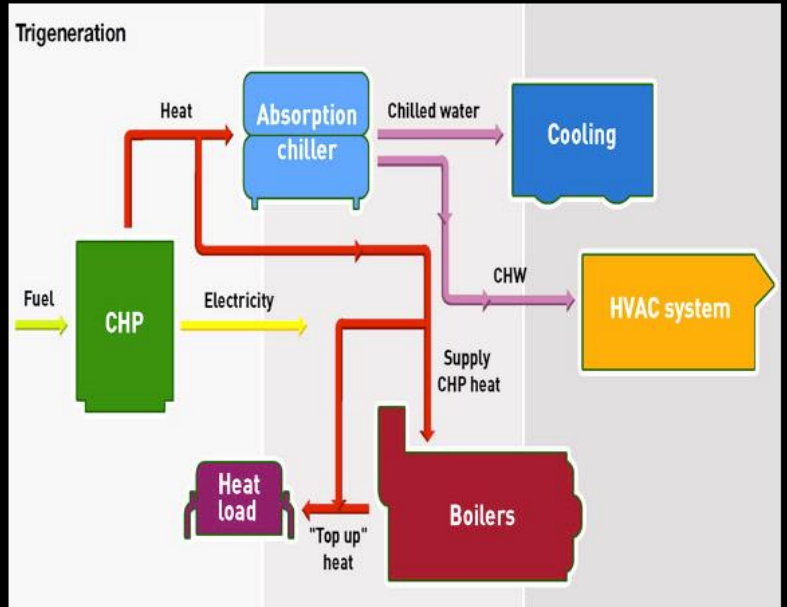 Trigeneration
Heat
Absorption
chiller
Chilled water
Cooling
Fuel
CHP
Electricity
CHW
HVAC system
Supply
CHP heat
Heat
load
"Top up"
heat
Boilers